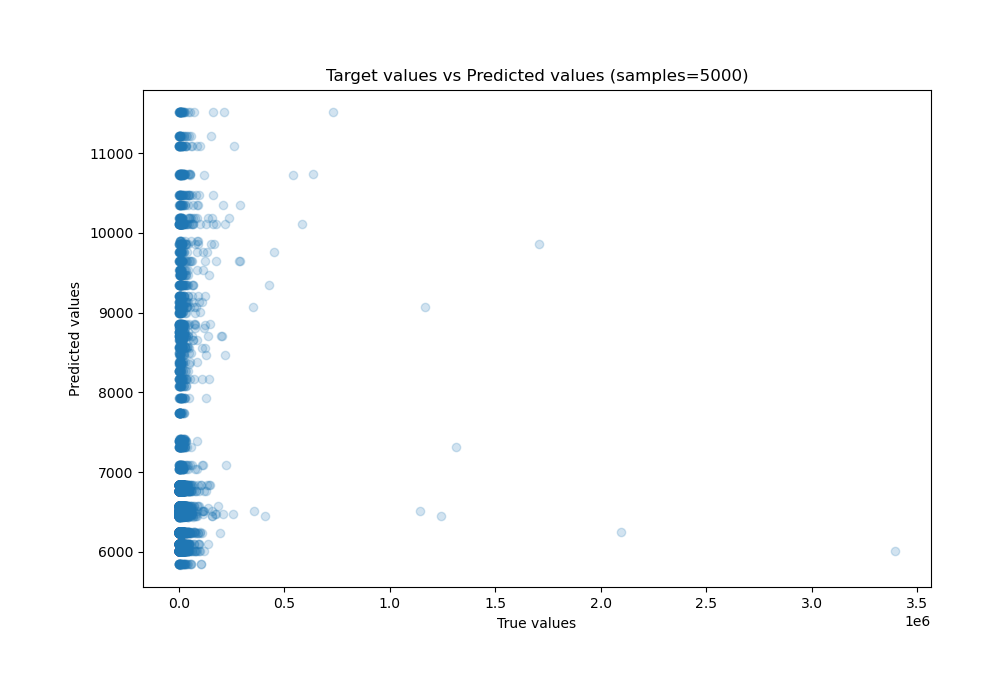 Target values vs Predicted values (samples=5000)
11000
10000
9000
8000
7000
6000
Predicted values
0.0 0.5 1.0 1.5 2.0 2.5 3.0 3.5
1e6
True values